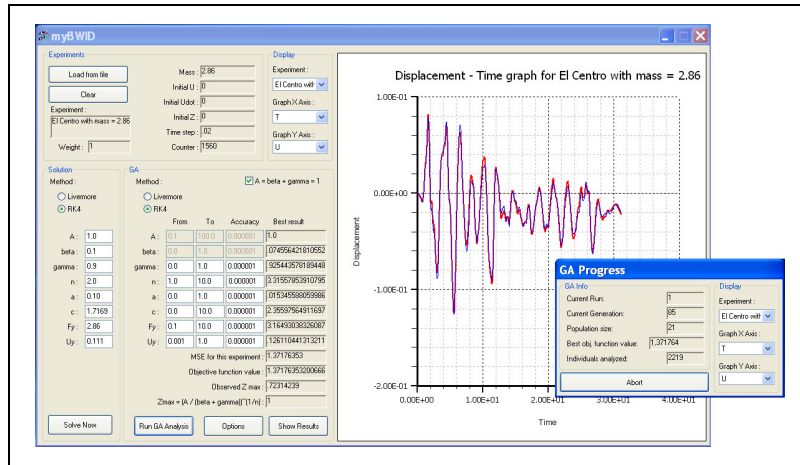 myBWID
Experiments
Load from file
Clear
Experiment :
El Centro with mass = 2.86
Weight : 1
Mass : 2.86
Initial U : 0
Initial Udot : 0
Initial Z : 0
Time step : .02
Counter : 1560
Display
Experiment :
El Centro with
Graph X Axis :
T
Graph Y Axis :
U
Solution
Method :
Livermore
RK4
A : 1.0
beta : 0.1
gamma : 0.9
n : 2.0
a : 0.10
c : 1.7169
Fy : 2.86
Uy : 0.111
Solve Now
GA
Method :
A = beta + gamma = 1
Livermore
RK4
From To Accuracy Best result
A : 0.1 100.0 0.000001 1.0
beta : 0.0 1.0 0.000001 .074556421810552
gamma : 0.0 1.0 0.000001 .925443578189448
n : 1.0 10.0 0.000001 3.31557853910795
a : 0.0 1.0 0.000001 .015345588059986
c : 0.0 10.0 0.000001 2.35597564911697
Fy : 0.1 10.0 0.000001 3.16493038326087
Uy : 0.001 1.0 0.000001 .126110441313211
MSE for this experiment : 1.37176353
Objective function value : 1.37176353200666
Observed Z max : .72314239
Zmax = [A / (beta + gamma)]^(1/n) : 1
Run GA Analysis Options Show Results
Displacement - Time graph for El Centro with mass = 2.86
1.00E-01
0.00E+00
-1.00E-01
-2.00E-01
Displacement
0.00E+00 1.00E+01 2.00E+01 3.00E+01 4.00E+01
Time
GA Progress
GA Info
Current Run: 1
Current Generation: 85
Population size: 21
Best obj. function value: 1,371764
Individuals analyzed: 2219
Abort
Display
Experiment :
El Centro with
Graph X Axis :
T
Graph Y Axis :
U